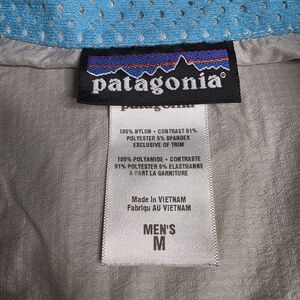 patagonia®
patagonia
100% NYLON • CONTRAST 91%
POLYESTER 9% SPANDEX
EXCLUSIVE OF TRIM
100% POLYAMIDE • CONTRASTE
91% POLYESTER 9% ELASTHANNE
À PART LA GARNITURE
Made in VIETNAM
Fabriqu AU VIETNAM
MEN'S
M